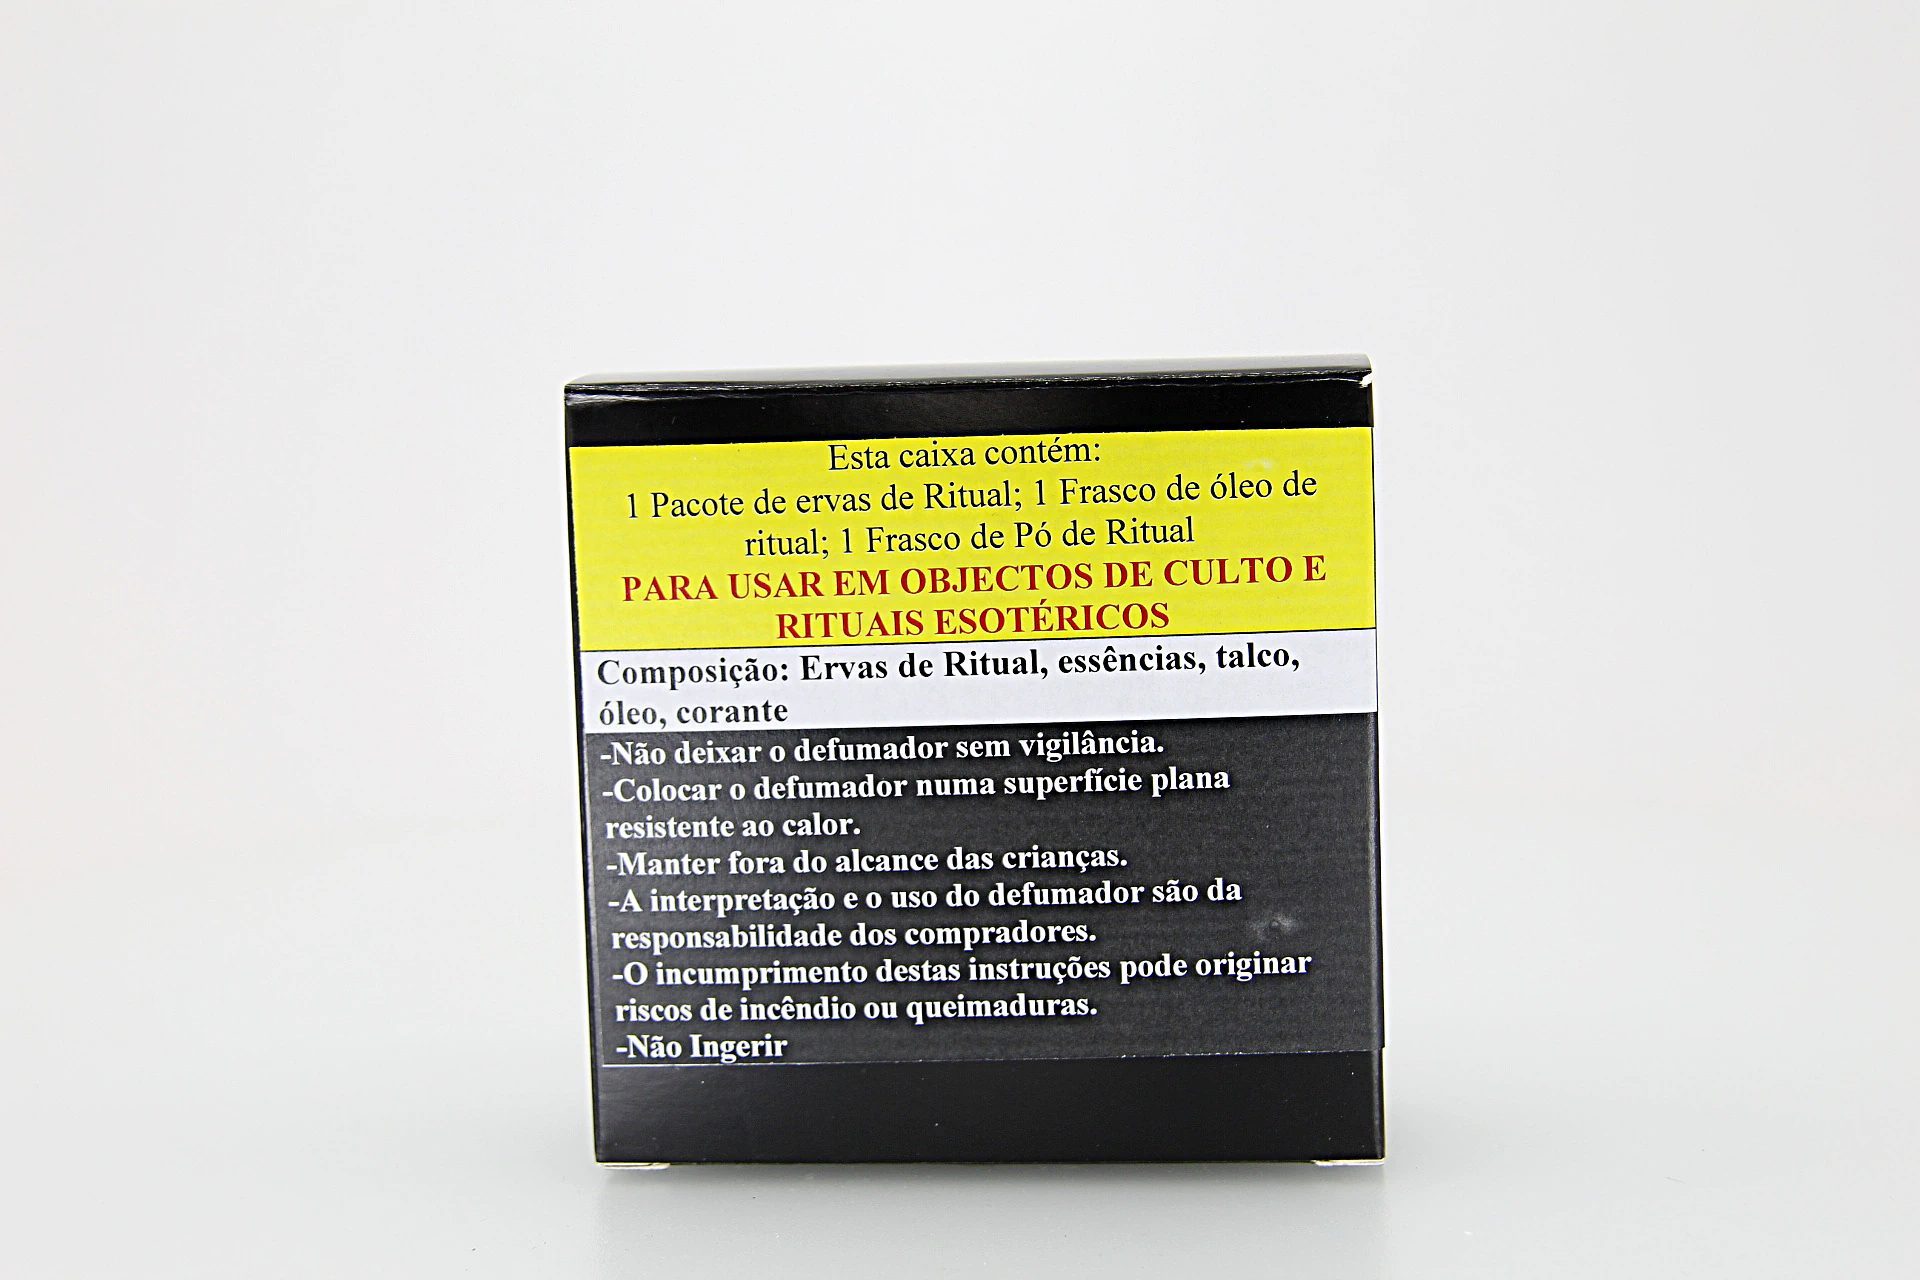 Esta caixa contém:
1 Pacote de ervas de Ritual; 1 Frasco de óleo de
ritual; 1 Frasco de Pó de Ritual
PARA USAR EM OBJECTOS DE CULTO E
RITUAIS ESOTÉRICOS
Composição: Ervas de Ritual, essências, talco,
óleo, corante
-Não deixar o defumador sem vigilância.
-Colocar o defumador numa superfície plana
resistente ao calor.
-Manter fora do alcance das crianças.
-A interpretação e o uso do defumador são da
responsabilidade dos compradores.
-O incumprimento destas instruções pode originar
riscos de incêndio ou queimaduras.
-Não Ingerir